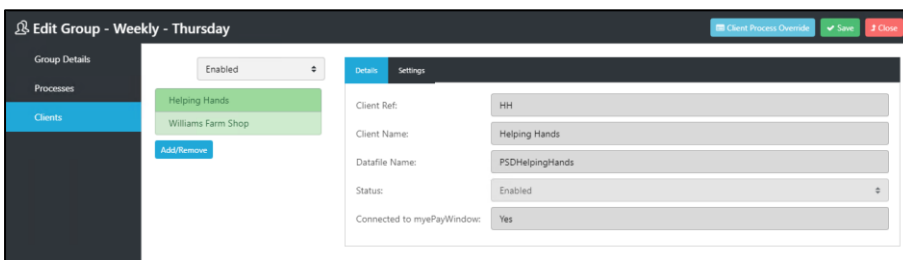 Edit Group - Weekly - Thursday
Client Process Override
Save
Close
Group Details
Processes
Clients
Enabled
Helping Hands
Williams Farm Shop
Add/Remove
Details
Settings
Client Ref:
HH
Client Name:
Helping Hands
Datafile Name:
PSDHelpingHands
Status:
Enabled
Connected to myePayWindow:
Yes